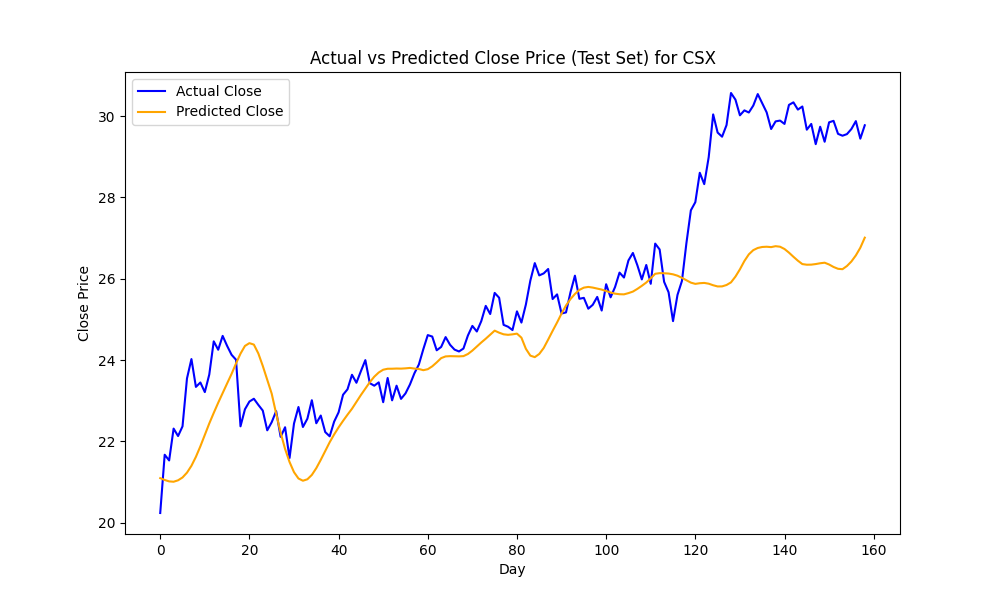 Actual vs Predicted Close Price (Test Set) for CSX
Actual Close
Predicted Close
30
28
26
24
22
20
Close Price
0 20 40 60 80 100 120 140 160
Day